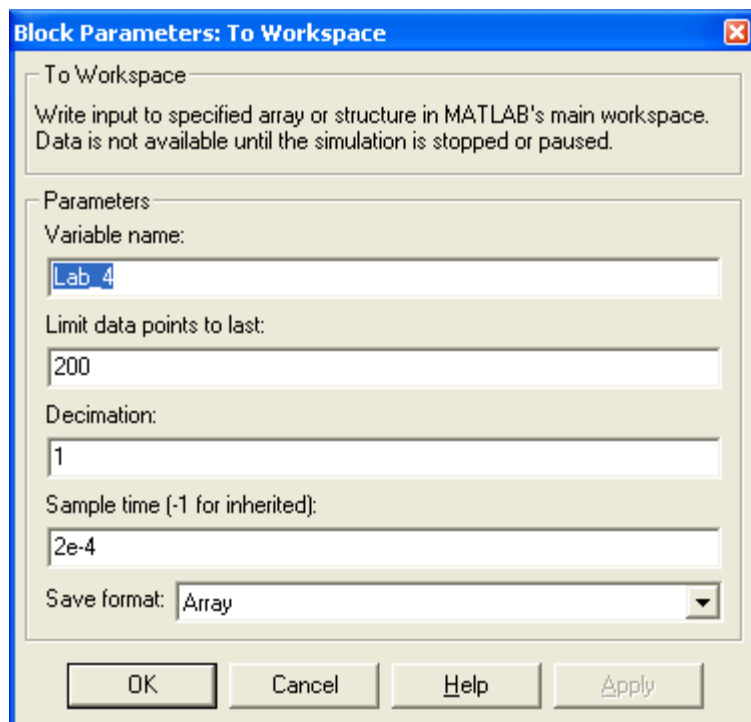 Block Parameters: To Workspace
To Workspace
Write input to specified array or structure in MATLAB's main workspace.
Data is not available until the simulation is stopped or paused.
Parameters
Variable name:
Lab_4
Limit data points to last:
200
Decimation:
1
Sample time (-1 for inherited):
2e-4
Save format: Array
OK Cancel Help Apply